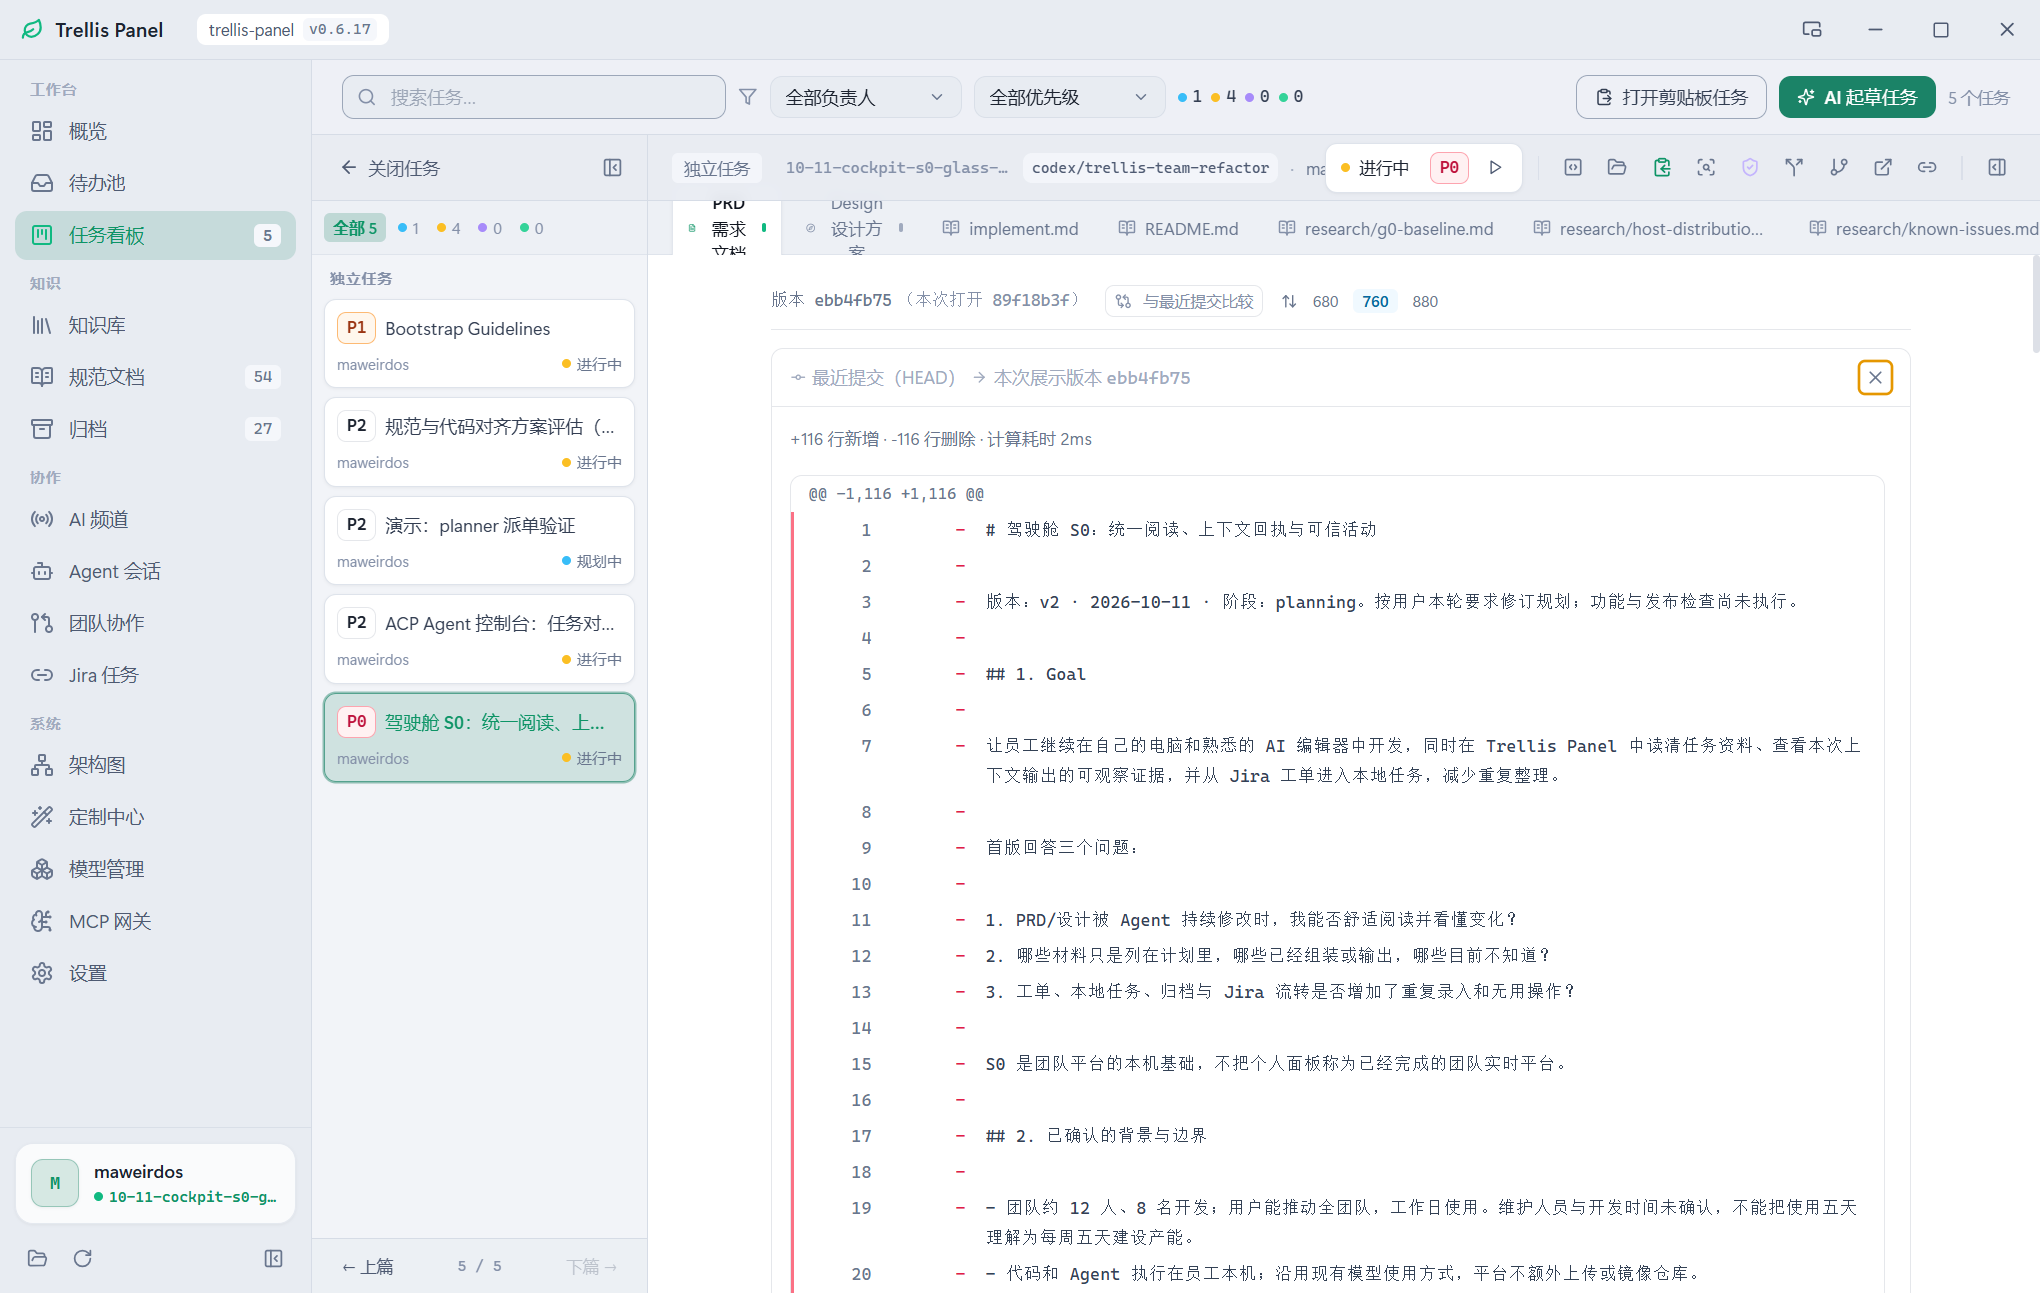 Trellis Panel
trellis-panel v0.6.17
工作台
概览
待办池
任务看板 5
知识
知识库
规范文档 54
归档 27
协作
AI 频道
Agent 会话
团队协作
Jira 任务
系统
架构图
定制中心
模型管理
MCP 网关
设置
M
maweirdos
10-11-cockpit-s0-g…
搜索任务...
全部负责人
全部优先级
1 4 0 0
打开剪贴板任务
AI 起草任务
5 个任务
关闭任务
全部 5 1 4 0 0
独立任务
P1 Bootstrap Guidelines
maweirdos 进行中
P2 规范与代码对齐方案评估（...
maweirdos 进行中
P2 演示：planner 派单验证
maweirdos 规划中
P2 ACP Agent 控制台：任务对...
maweirdos 进行中
P0 驾驶舱 S0：统一阅读、上...
maweirdos 进行中
← 上篇 5 / 5 下篇 →
独立任务 10-11-cockpit-s0-glass-… codex/trellis-team-refactor · ma 进行中 P0
PRD
需求
文档
Design
设计方
案
implement.md
README.md
research/g0-baseline.md
research/host-distributio...
research/known-issues.md
版本 ebb4fb75 （本次打开 89f18b3f）
与最近提交比较
680 760 880
最近提交（HEAD） → 本次展示版本 ebb4fb75
+116 行新增 · -116 行删除 · 计算耗时 2ms
@@ -1,116 +1,116 @@
1 - # 驾驶舱 S0：统一阅读、上下文回执与可信活动
2 -
3 - 版本：v2 · 2026-10-11 · 阶段：planning。按用户本轮要求修订规划；功能与发布检查尚未执行。
4 -
5 - ## 1. Goal
6 -
7 - 让员工继续在自己的电脑和熟悉的 AI 编辑器中开发，同时在 Trellis Panel 中读清任务资料、查看本次上
下文输出的可观察证据，并从 Jira 工单进入本地任务，减少重复整理。
8 -
9 - 首版回答三个问题：
10 -
11 - 1. PRD/设计被 Agent 持续修改时，我能否舒适阅读并看懂变化？
12 - 2. 哪些材料只是列在计划里，哪些已经组装或输出，哪些目前不知道？
13 - 3. 工单、本地任务、归档与 Jira 流转是否增加了重复录入和无用操作？
14 -
15 - S0 是团队平台的本机基础，不把个人面板称为已经完成的团队实时平台。
16 -
17 - ## 2. 已确认的背景与边界
18 -
19 - - 团队约 12 人、8 名开发；用户能推动全团队，工作日使用。维护人员与开发时间未确认，不能把使用五天
理解为每周五天建设产能。
20 - - 代码和 Agent 执行在员工本机；沿用现有模型使用方式，平台不额外上传或镜像仓库。